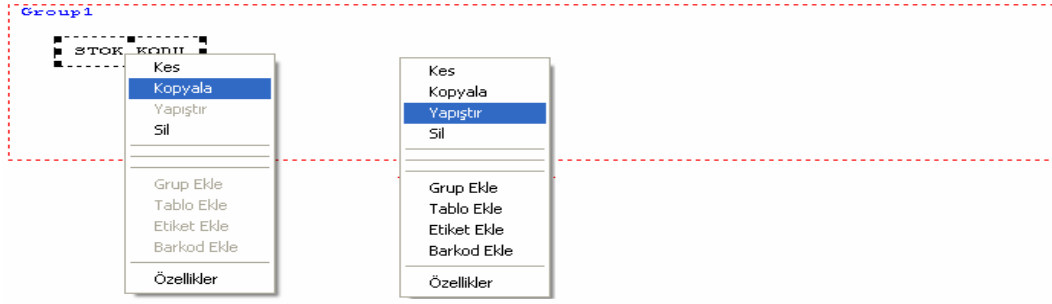 Group1
STOK KODU
Kes
Kopyala
Yapıştır
Sil
Grup Ekle
Tablo Ekle
Etiket Ekle
Barkod Ekle
Özellikler
Kes
Kopyala
Yapıştır
Sil
Grup Ekle
Tablo Ekle
Etiket Ekle
Barkod Ekle
Özellikler